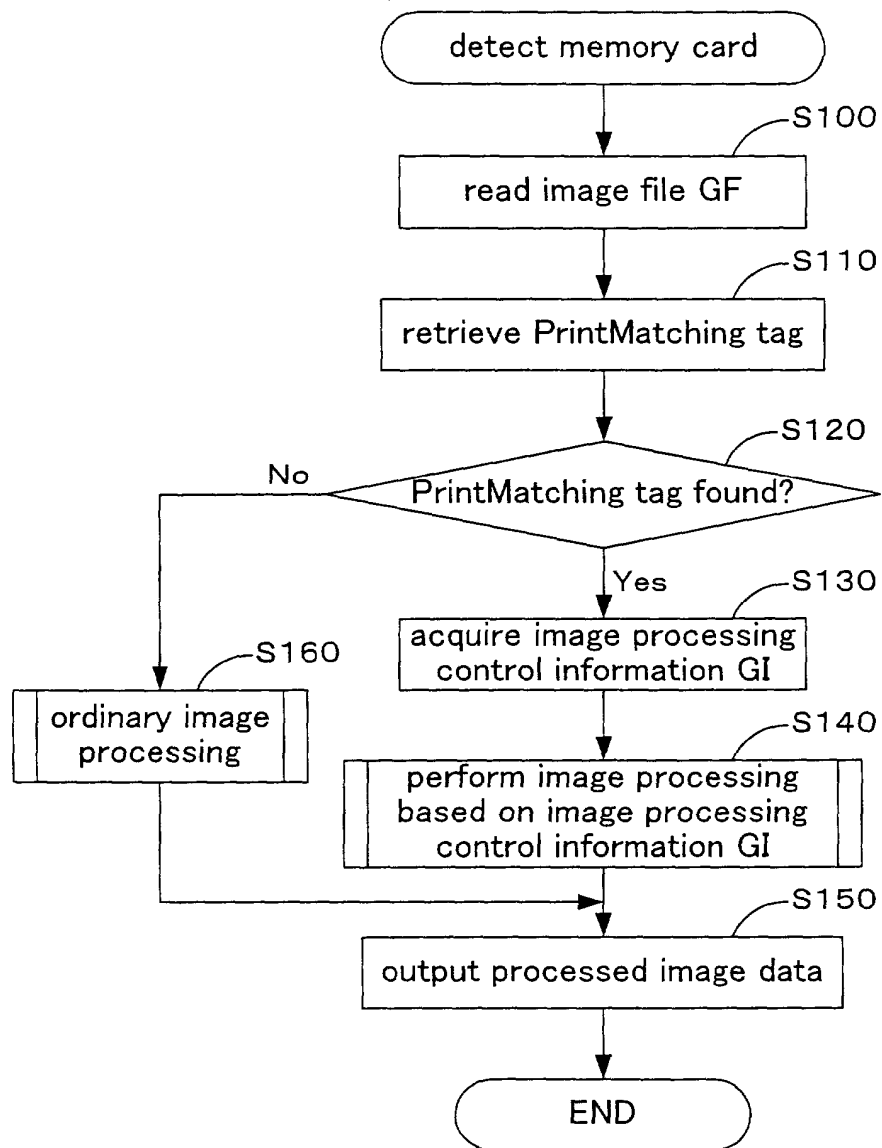 detect memory card
S100
read image file GF
S110
retrieve PrintMatching tag
S120
No
PrintMatching tag found?
Yes
S130
acquire image processing
control information GI
S160
ordinary image
processing
S140
perform image processing
based on image processing
control information GI
S150
output processed image data
END